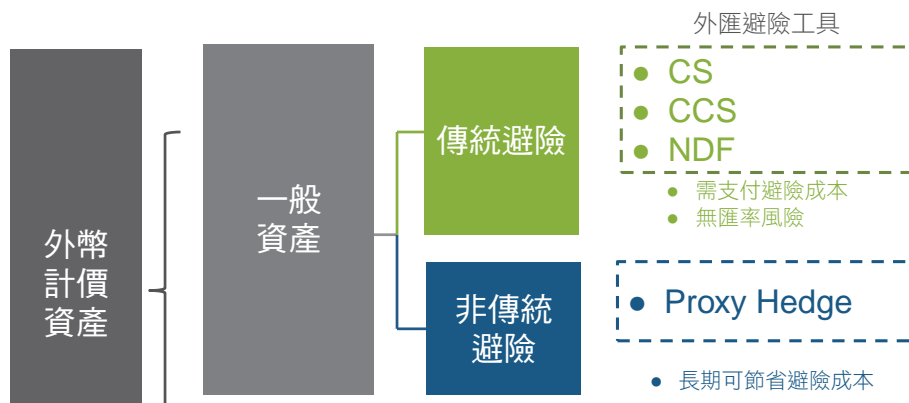 外匯避險工具
外幣
計價
資產
一般
資產
傳統避險
● CS
● CCS
● NDF
● 需支付避險成本
● 無匯率風險
非傳統
避險
● Proxy Hedge
● 長期可節省避險成本